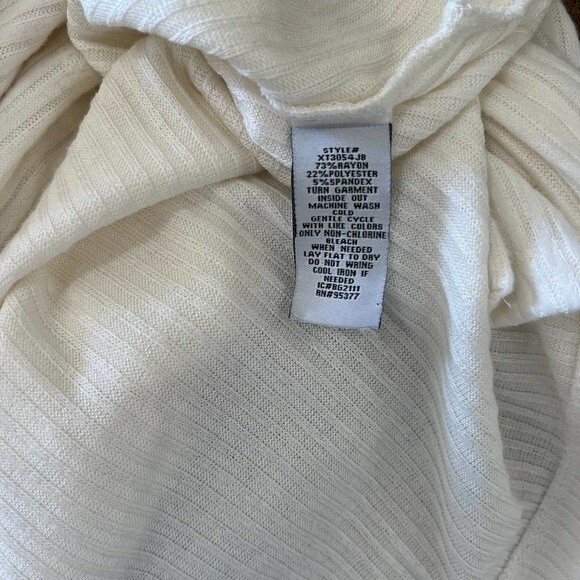 STYLE#
XT3054JB
73%RAYON
22%POLYESTER
5%SPANDEX
TURN GARMENT
INSIDE OUT
MACHINE WASH
COLD
GENTLE CYCLE
WITH LIKE COLORS
ONLY NON-CHLORINE
BLEACH
WHEN NEEDED
LAY FLAT TO DRY
DO NOT WRING
COOL IRON IF
NEEDED
IC#BG2111
RN#95377